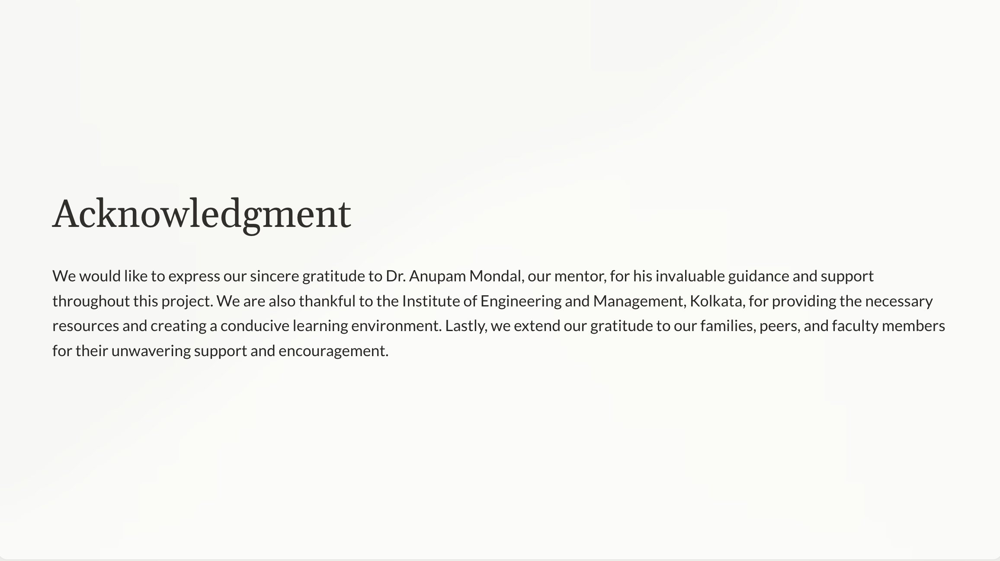 Acknowledgment
We would like to express our sincere gratitude to Dr. Anupam Mondal, our mentor, for his invaluable guidance and support
throughout this project. We are also thankful to the Institute of Engineering and Management, Kolkata, for providing the necessary
resources and creating a conducive learning environment. Lastly, we extend our gratitude to our families, peers, and faculty members
for their unwavering support and encouragement.